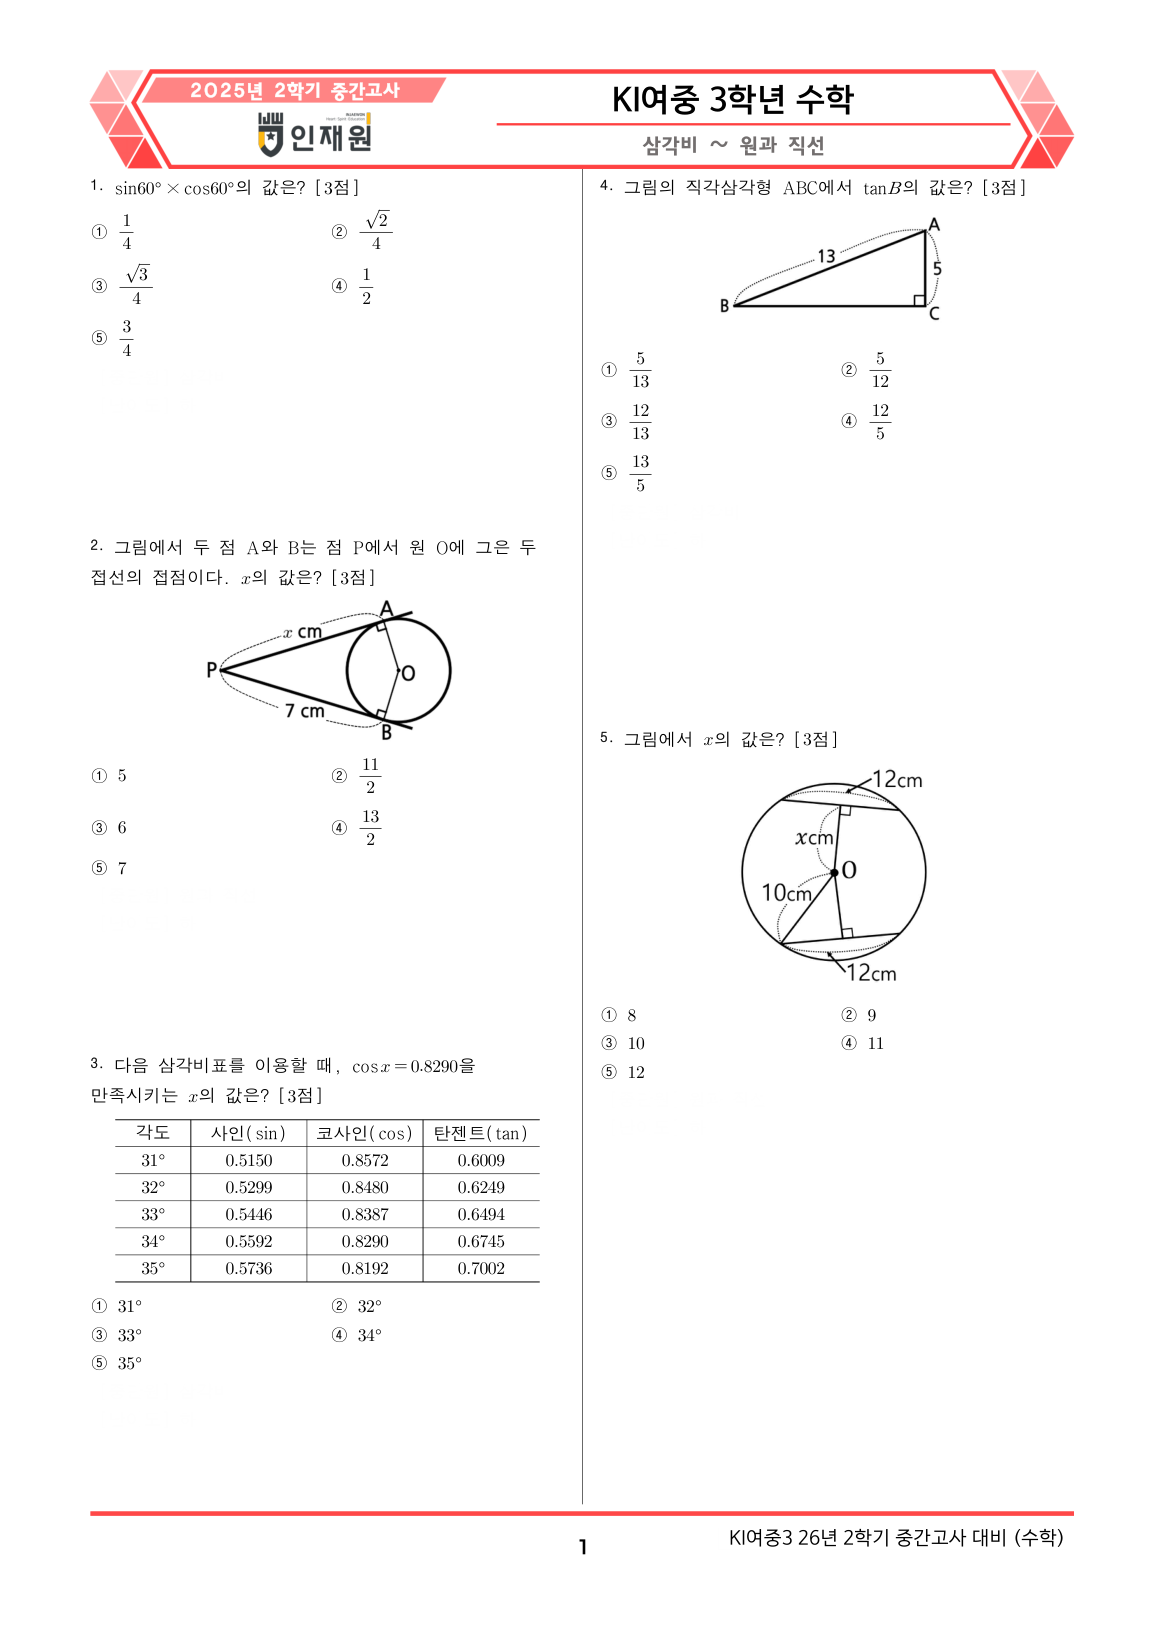 2025년 2학기 중간고사
인재원
KI여중 3학년 수학
삼각비 ~ 원과 직선
1. sin60°×cos60°의 값은? [3점]
① 1/4 ② √2/4
③ √3/4 ④ 1/2
⑤ 3/4
2. 그림에서 두 점 A와 B는 점 P에서 원 O에 그은 두
접선의 접점이다. x의 값은? [3점]
A
x cm
P
O
7 cm
B
① 5 ② 11/2
③ 6 ④ 13/2
⑤ 7
3. 다음 삼각비표를 이용할 때, cos x = 0.8290을
만족시키는 x의 값은? [3점]
각도 사인(sin) 코사인(cos) 탄젠트(tan)
31° 0.5150 0.8572 0.6009
32° 0.5299 0.8480 0.6249
33° 0.5446 0.8387 0.6494
34° 0.5592 0.8290 0.6745
35° 0.5736 0.8192 0.7002
① 31° ② 32°
③ 33° ④ 34°
⑤ 35°
4. 그림의 직각삼각형 ABC에서 tanB의 값은? [3점]
A
13
5
B
C
① 5/13 ② 5/12
③ 12/13 ④ 12/5
⑤ 13/5
5. 그림에서 x의 값은? [3점]
12cm
xcm
O
10cm
12cm
① 8 ② 9
③ 10 ④ 11
⑤ 12
1
KI여중3 26년 2학기 중간고사 대비 (수학)